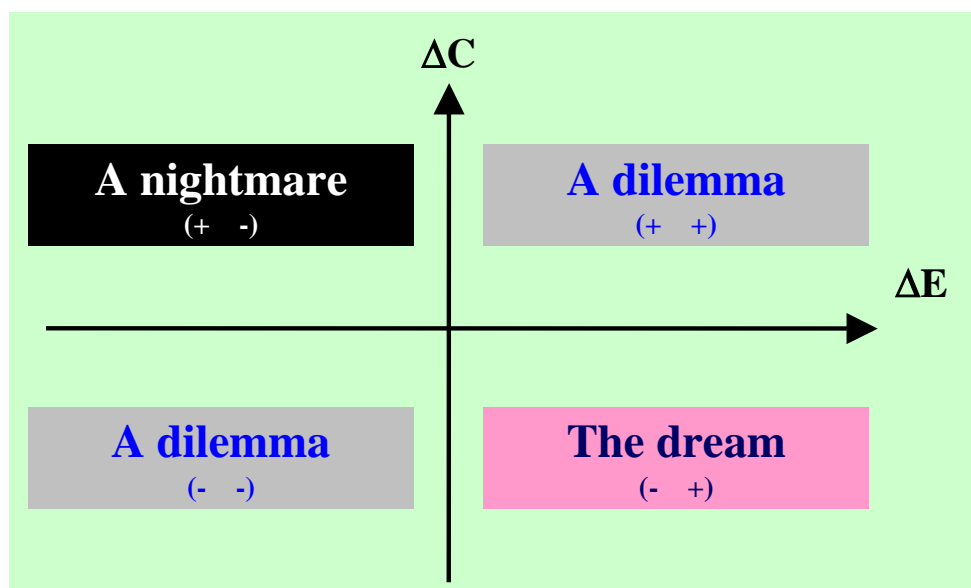 ΔC
A nightmare
(+ -)
A dilemma
(+ +)
ΔE
A dilemma
(- -)
The dream
(- +)